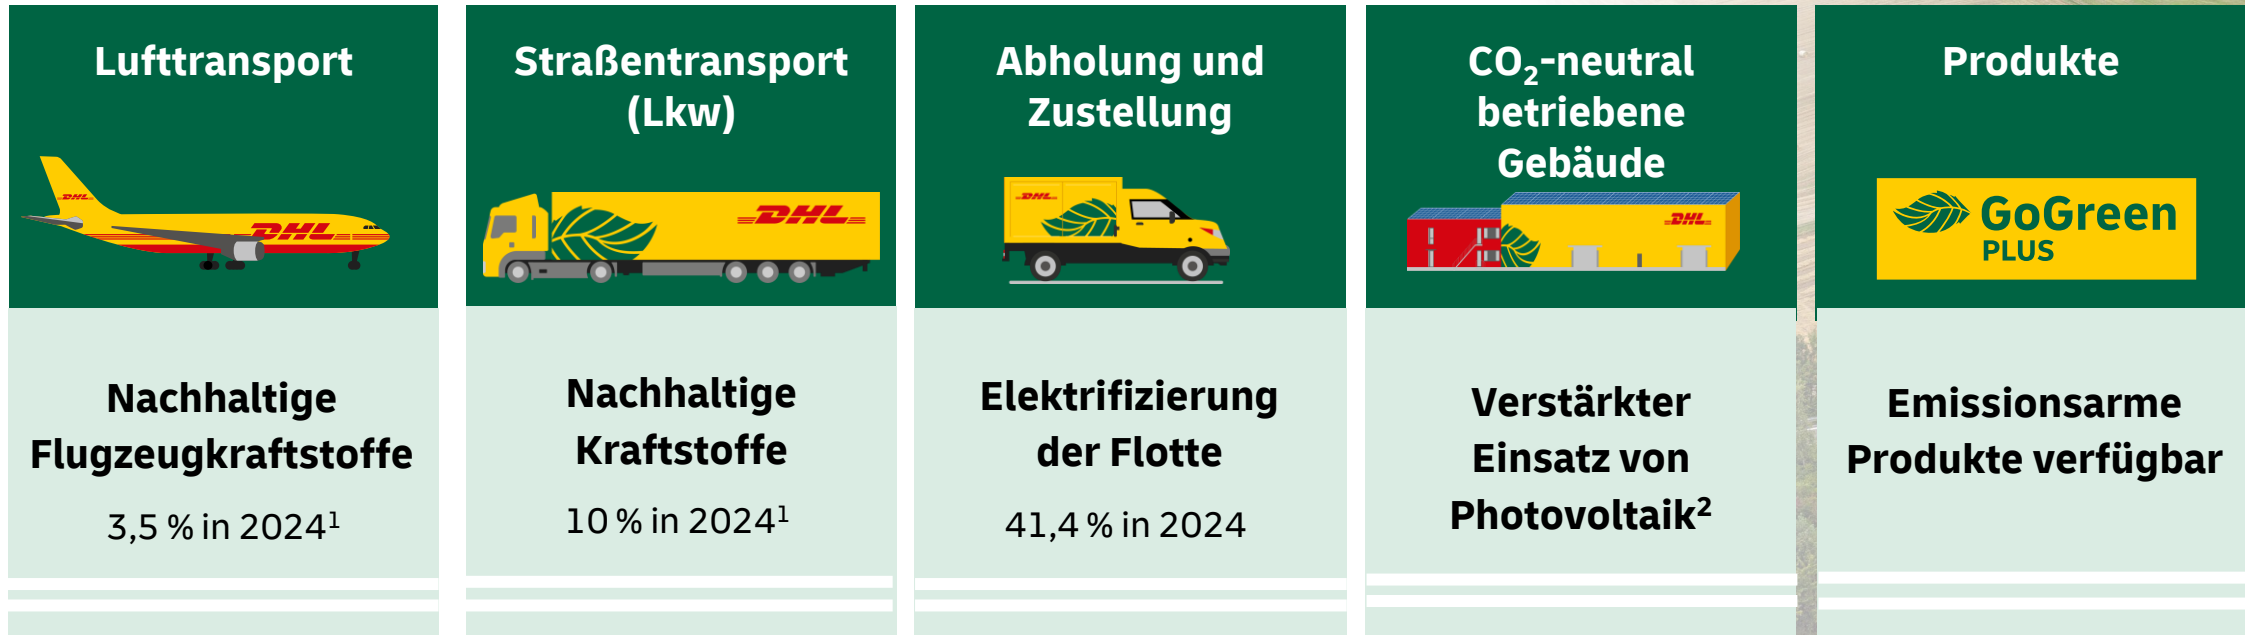 Lufttransport
DHL
DHL
Nachhaltige
Flugzeugkraftstoffe
3,5 % in 2024¹
Straßentransport
(Lkw)
DHL
Nachhaltige
Kraftstoffe
10 % in 2024¹
Abholung und
Zustellung
DHL
Elektrifizierung
der Flotte
41,4 % in 2024
CO₂-neutral
betriebene
Gebäude
DHL
Verstärkter
Einsatz von
Photovoltaik²
Produkte
GoGreen
PLUS
Emissionsarme
Produkte verfügbar